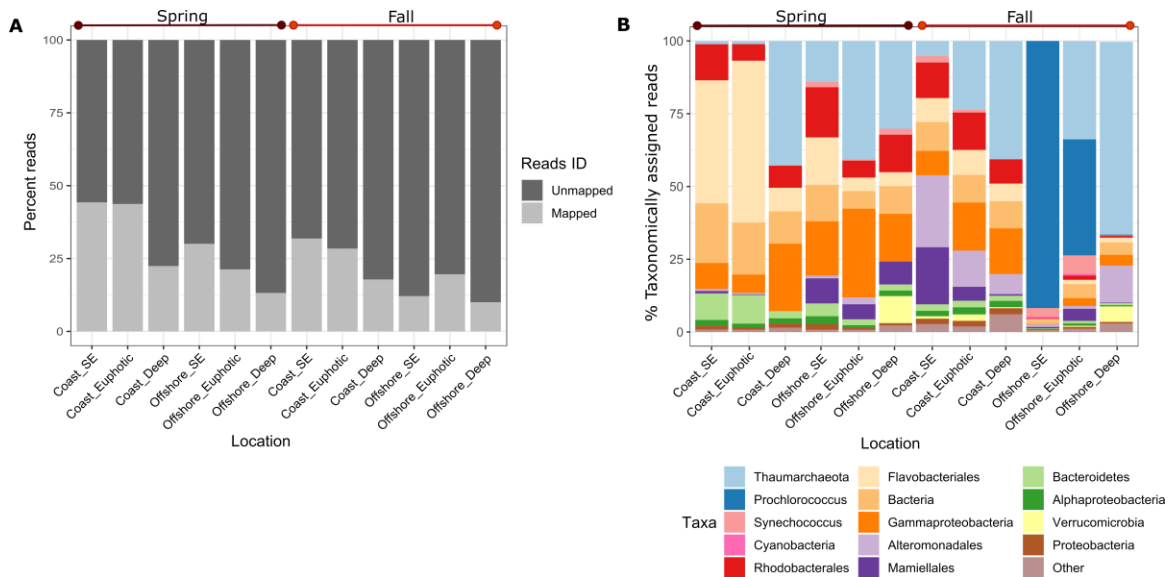 A
Spring
Fall
100
75
50
25
0
Percent reads
Coast_SE
Coast_Euphotic
Coast_Deep
Offshore_SE
Offshore_Euphotic
Offshore_Deep
Coast_SE
Coast_Euphotic
Coast_Deep
Offshore_SE
Offshore_Euphotic
Offshore_Deep
Location
Reads ID
Unmapped
Mapped
B
Spring
Fall
100
75
50
25
0
% Taxonomically assigned reads
Coast_SE
Coast_Euphotic
Coast_Deep
Offshore_SE
Offshore_Euphotic
Offshore_Deep
Coast_SE
Coast_Euphotic
Coast_Deep
Offshore_SE
Offshore_Euphotic
Offshore_Deep
Location
Taxa
Thaumarchaeota
Prochlorococcus
Synechococcus
Cyanobacteria
Rhodobacterales
Flavobacteriales
Bacteria
Gammaproteobacteria
Alteromonadales
Mamiellales
Bacteroidetes
Alphaproteobacteria
Verrucomicrobia
Proteobacteria
Other